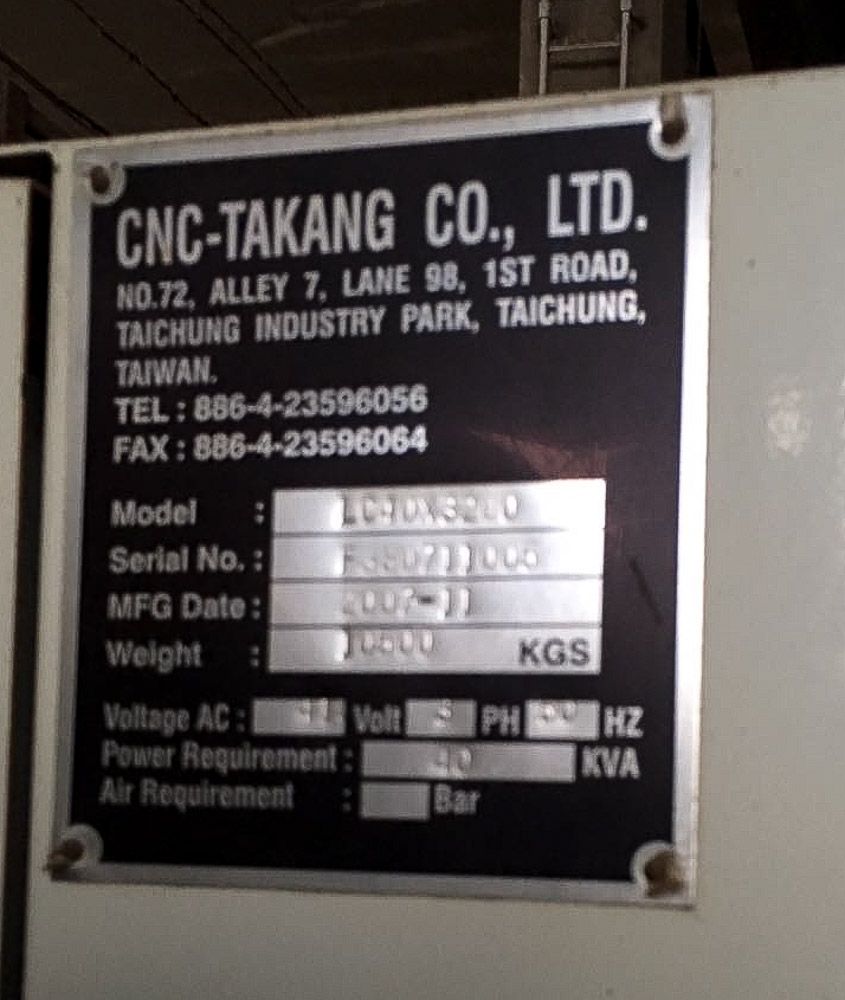 CNC-TAKANG CO., LTD.
NO.72, ALLEY 7, LANE 98, 1ST ROAD,
TAICHUNG INDUSTRY PARK, TAICHUNG,
TAIWAN.
TEL : 886-4-23596056
FAX : 886-4-23596064
Model :
Serial No. :
MFG Date :
Weight : KGS
Voltage AC : Volt 3 PH HZ
Power Requirement : KVA
Air Requirement : Bar